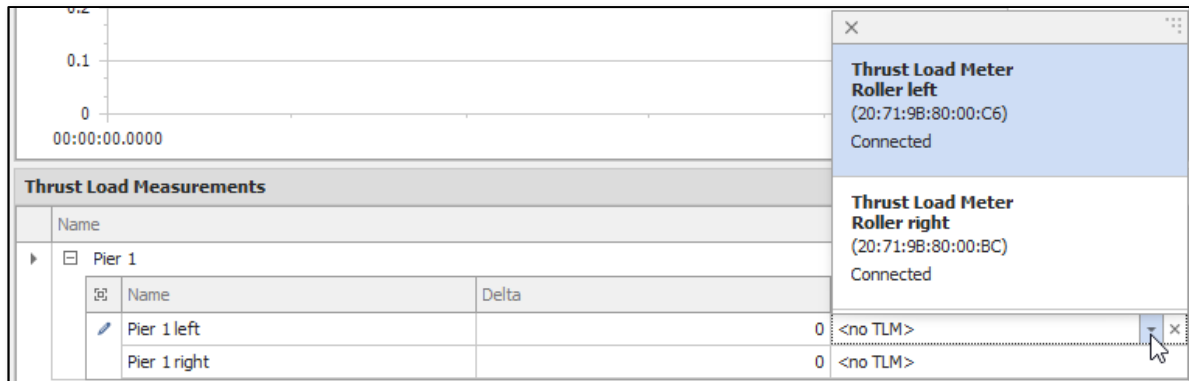 0.2
0.1
0
00:00:00.0000
Thrust Load Meter
Roller left
(20:71:9B:80:00:C6)
Connected
Thrust Load Meter
Roller right
(20:71:9B:80:00:BC)
Connected
Thrust Load Measurements
Name
Pier 1
Name Delta
Pier 1 left 0 <no TLM>
Pier 1 right 0 <no TLM>